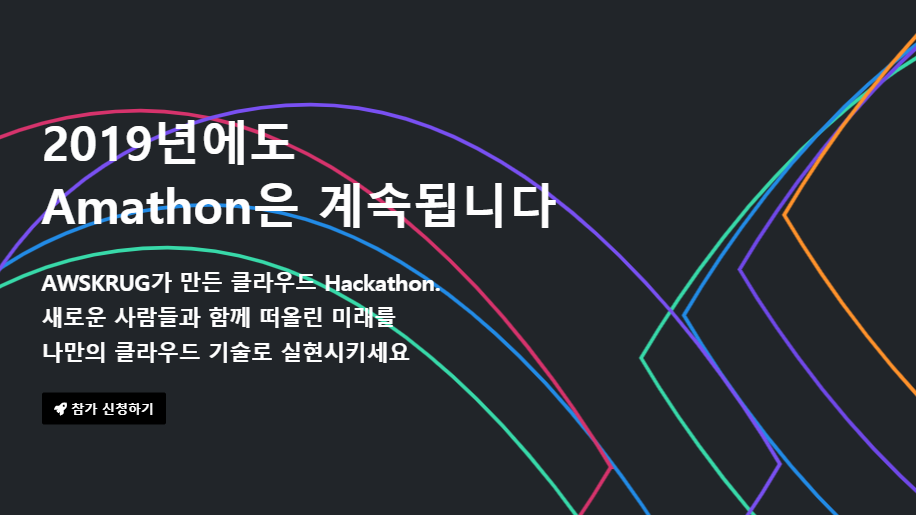 2019년에도
Amathon은 계속됩니다
AWSKRUG가 만든 클라우드 Hackathon.
새로운 사람들과 함께 떠올린 미래를
나만의 클라우드 기술로 실현시키세요
참가 신청하기